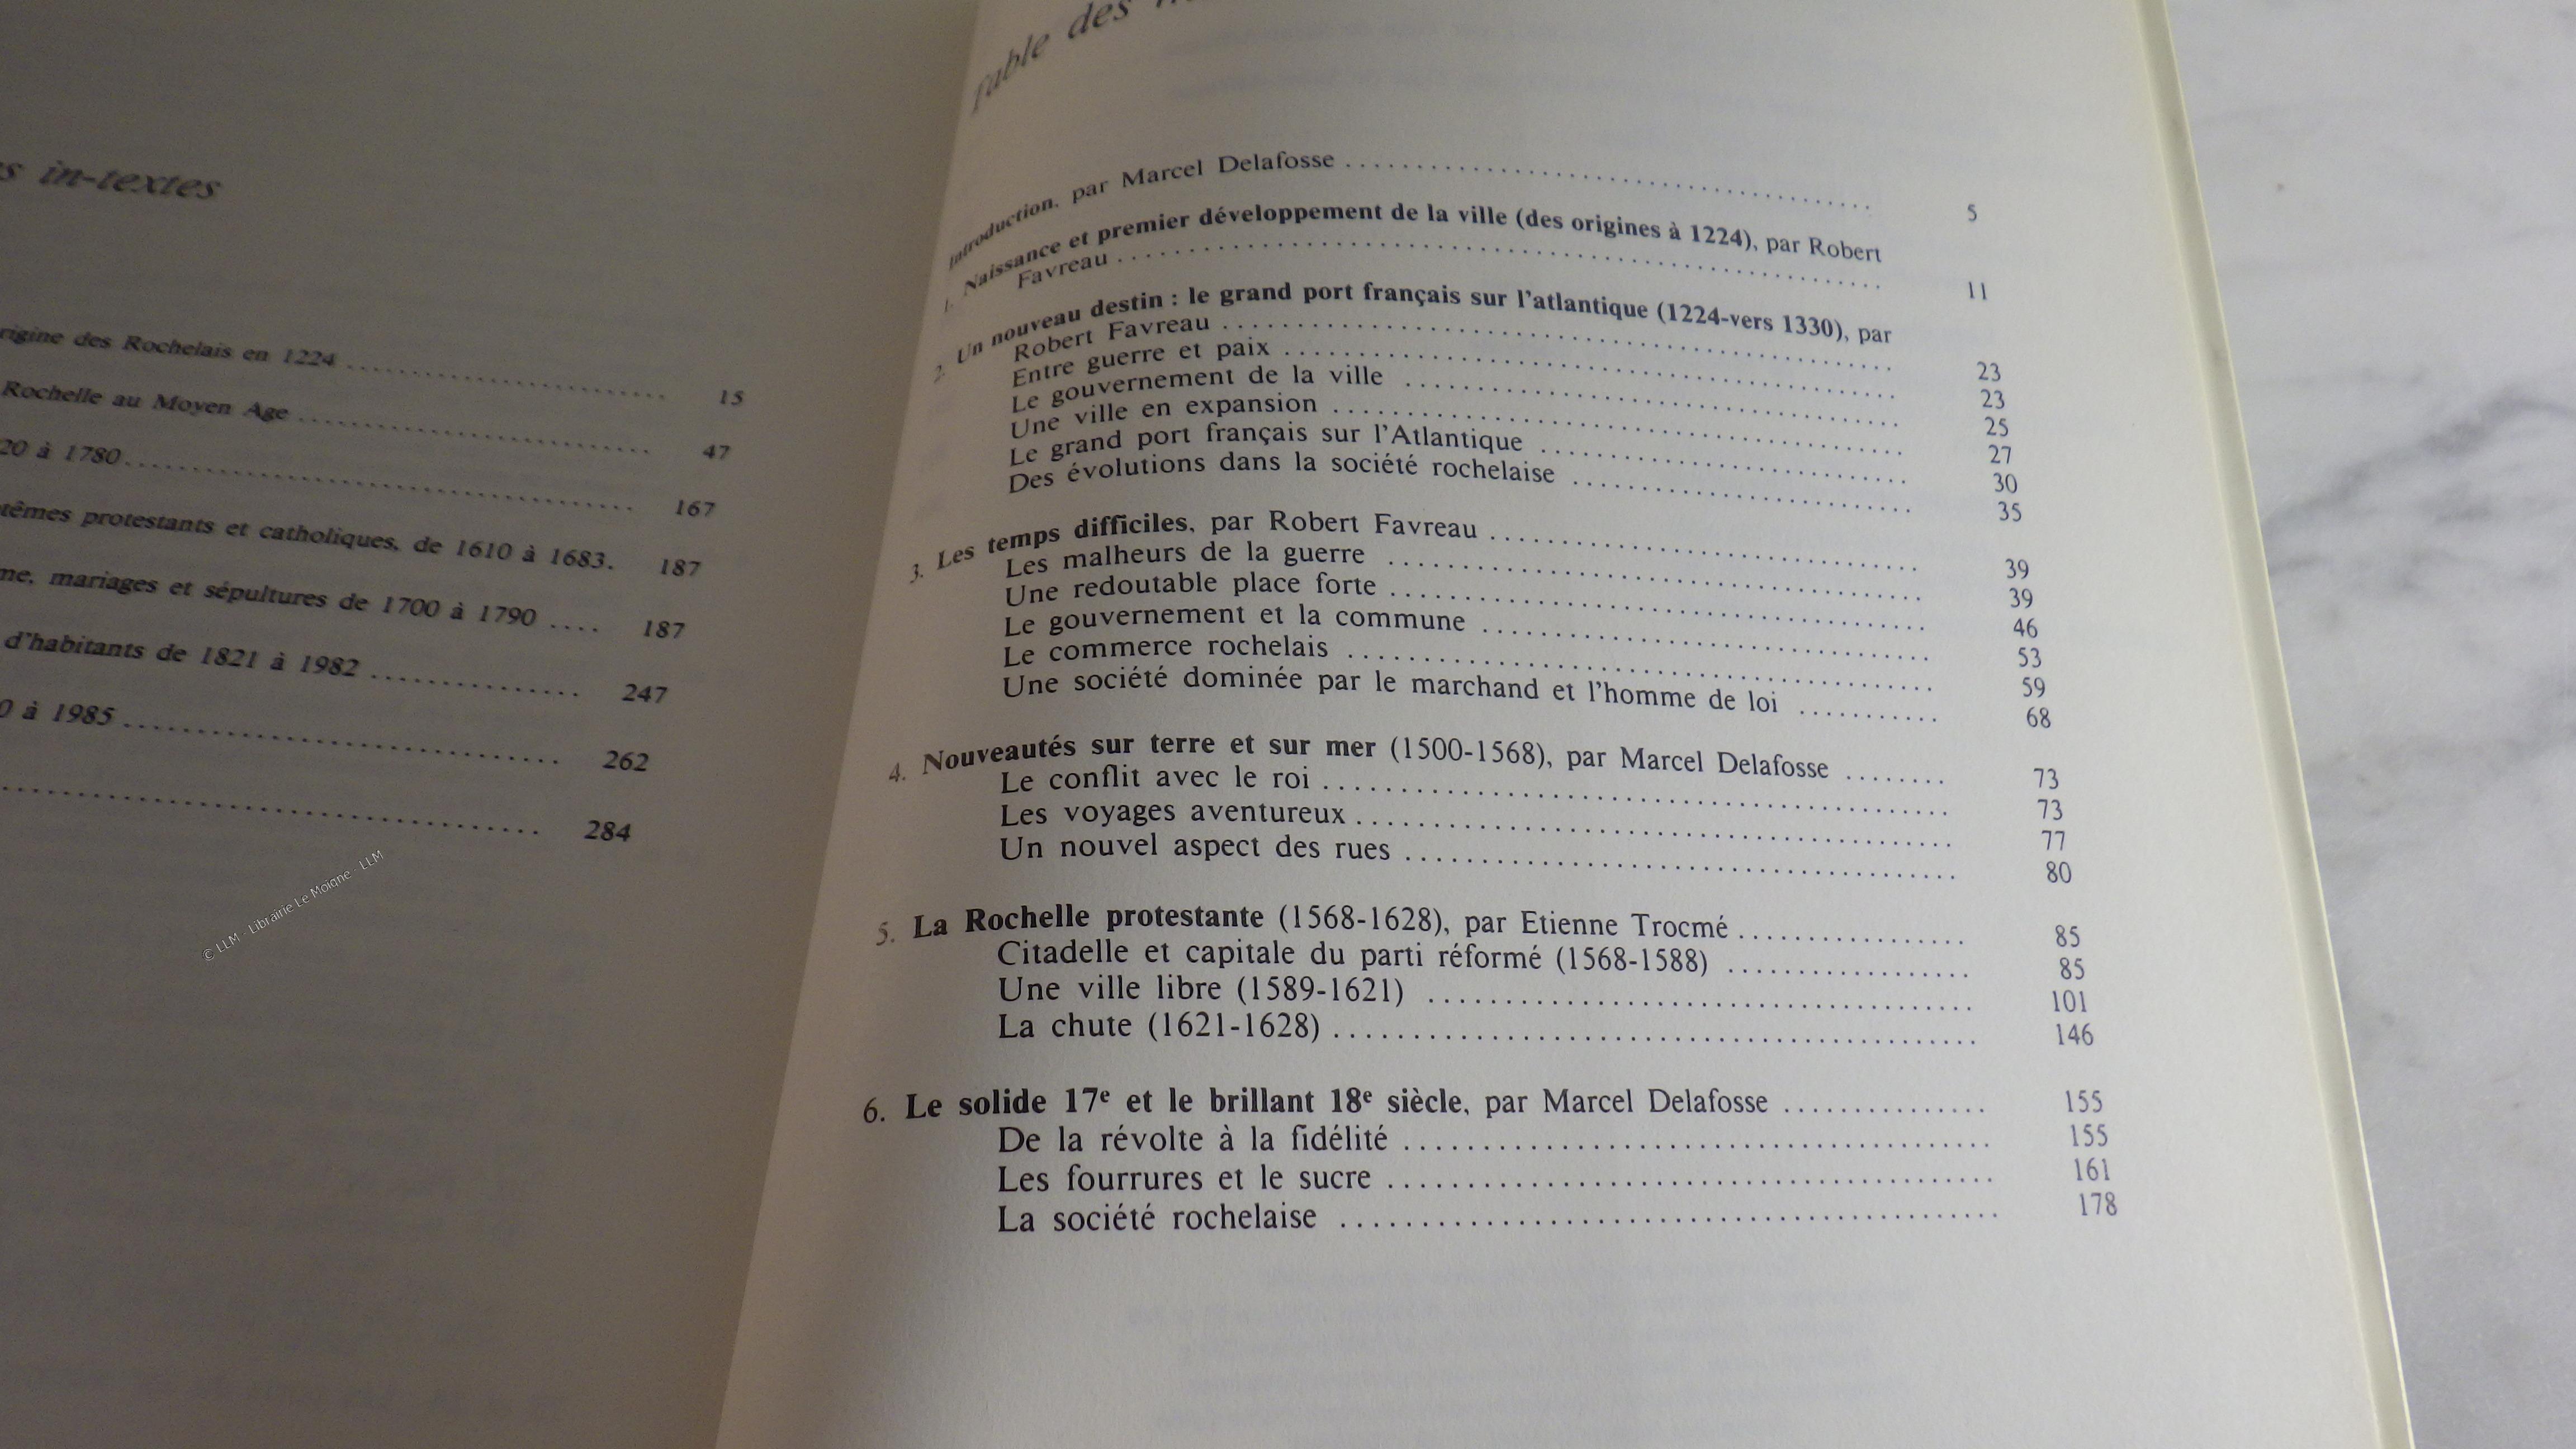 in-textes
des Rochelais en 1224 ........ 15
Rochelle au Moyen Age ........ 47
20 à 1780 ........ 167
protestants et catholiques, de 1610 à 1683. 187
mariages et sépultures de 1700 à 1790 .... 187
d'habitants de 1821 à 1982 ........ 247
0 à 1985 ........ 262
........ 284
© LLM - Librairie Le Moigne - LLM
Table des
Introduction, par Marcel Delafosse ........ 5
1. Naissance et premier développement de la ville (des origines à 1224), par Robert
Favreau ........ 11
2. Un nouveau destin : le grand port français sur l'atlantique (1224-vers 1330), par
Robert Favreau ........ 23
Entre guerre et paix ........ 23
Le gouvernement de la ville ........ 25
Une ville en expansion ........ 27
Le grand port français sur l'Atlantique ........ 30
Des évolutions dans la société rochelaise ........ 35
3. Les temps difficiles, par Robert Favreau ........ 39
Les malheurs de la guerre ........ 39
Une redoutable place forte ........ 46
Le gouvernement et la commune ........ 53
Le commerce rochelais ........ 59
Une société dominée par le marchand et l'homme de loi ........ 68
4. Nouveautés sur terre et sur mer (1500-1568), par Marcel Delafosse ........ 73
Le conflit avec le roi ........ 73
Les voyages aventureux ........ 77
Un nouvel aspect des rues ........ 80
5. La Rochelle protestante (1568-1628), par Etienne Trocmé ........ 85
Citadelle et capitale du parti réformé (1568-1588) ........ 85
Une ville libre (1589-1621) ........ 101
La chute (1621-1628) ........ 146
6. Le solide 17e et le brillant 18e siècle, par Marcel Delafosse ........ 155
De la révolte à la fidélité ........ 155
Les fourrures et le sucre ........ 161
La société rochelaise ........ 178